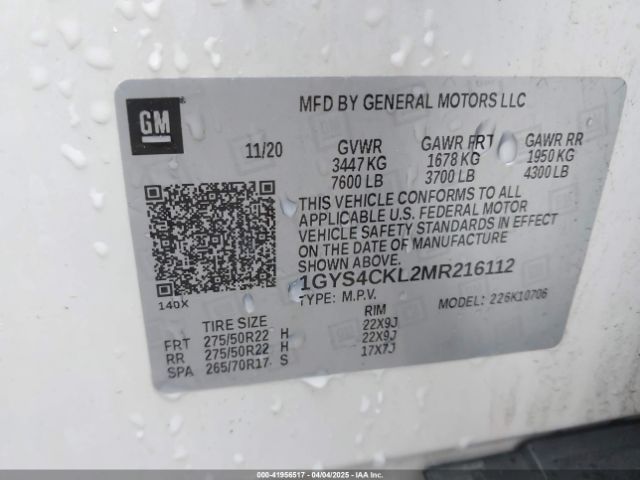 GM
MFD BY GENERAL MOTORS LLC
11/20 GVWR GAWR FRT GAWR RR
3447 KG 1678 KG 1950 KG
7600 LB 3700 LB 4300 LB
THIS VEHICLE CONFORMS TO ALL
APPLICABLE U.S. FEDERAL MOTOR
VEHICLE SAFETY STANDARDS IN EFFECT
ON THE DATE OF MANUFACTURE
SHOWN ABOVE.
1GYS4CKL2MR216112
TYPE: M.P.V. MODEL: 226K10706
140X
TIRE SIZE RIM
FRT 275/50R22 H 22X9J
RR 275/50R22 H 22X9J
SPA 265/70R17 S 17X7J
000-41956517 - 04/04/2025 - IAAI.COM